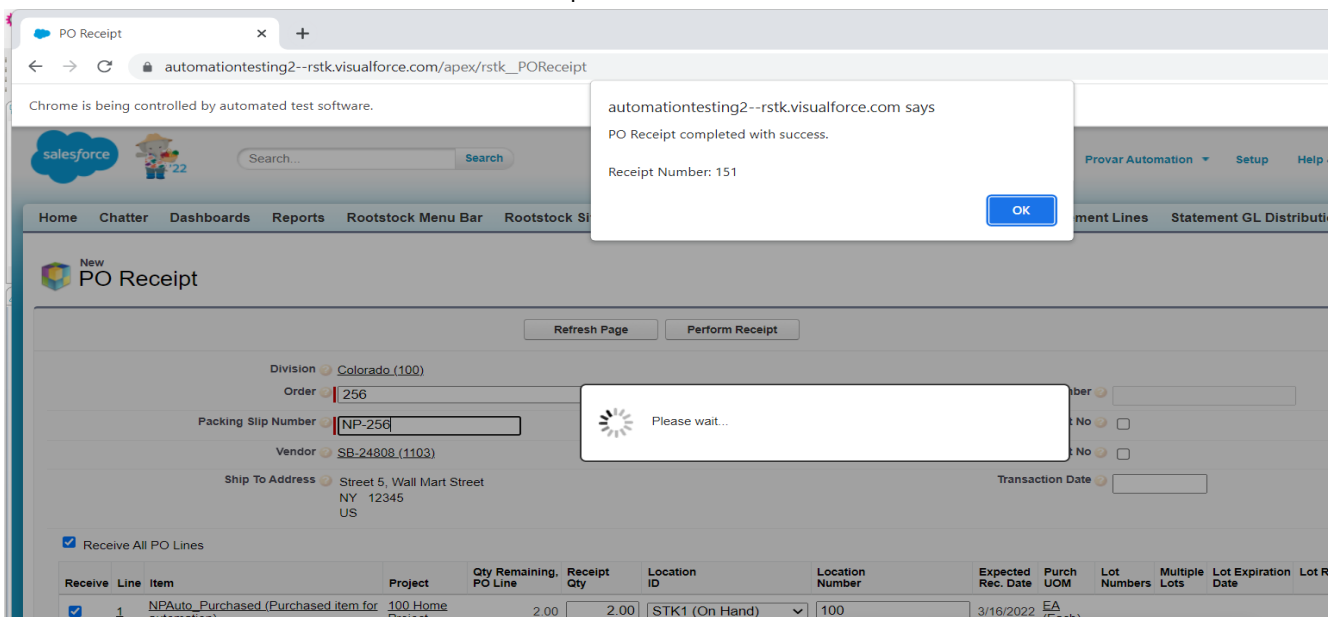 PO Receipt
automationtesting2--rstk.visualforce.com/apex/rstk__POReceipt
Chrome is being controlled by automated test software.
automationtesting2--rstk.visualforce.com says
PO Receipt completed with success.
Receipt Number: 151
OK
salesforce '22 Search... Search Provar Automation Setup Help
Home Chatter Dashboards Reports Rootstock Menu Bar Rootstock Lines Statement GL
New
PO Receipt
Refresh Page Perform Receipt
Division Colorado (100)
Order 256
Packing Slip Number NP-256 No
Please wait...
Vendor SB-24808 (1103) No
Ship To Address Street 5, Wall Mart Street Transaction Date
NY 12345
US
Receive All PO Lines
Receive Line Item Project Qty Remaining, PO Line Receipt Qty Location ID Location Number Expected Rec. Date Purch UOM Lot Numbers Multiple Lots Lot Expiration Date Lot
1 NPAuto_Purchased (Purchased item for 100 Home 2.00 2.00 STK1 (On Hand) 100 3/16/2022 EA